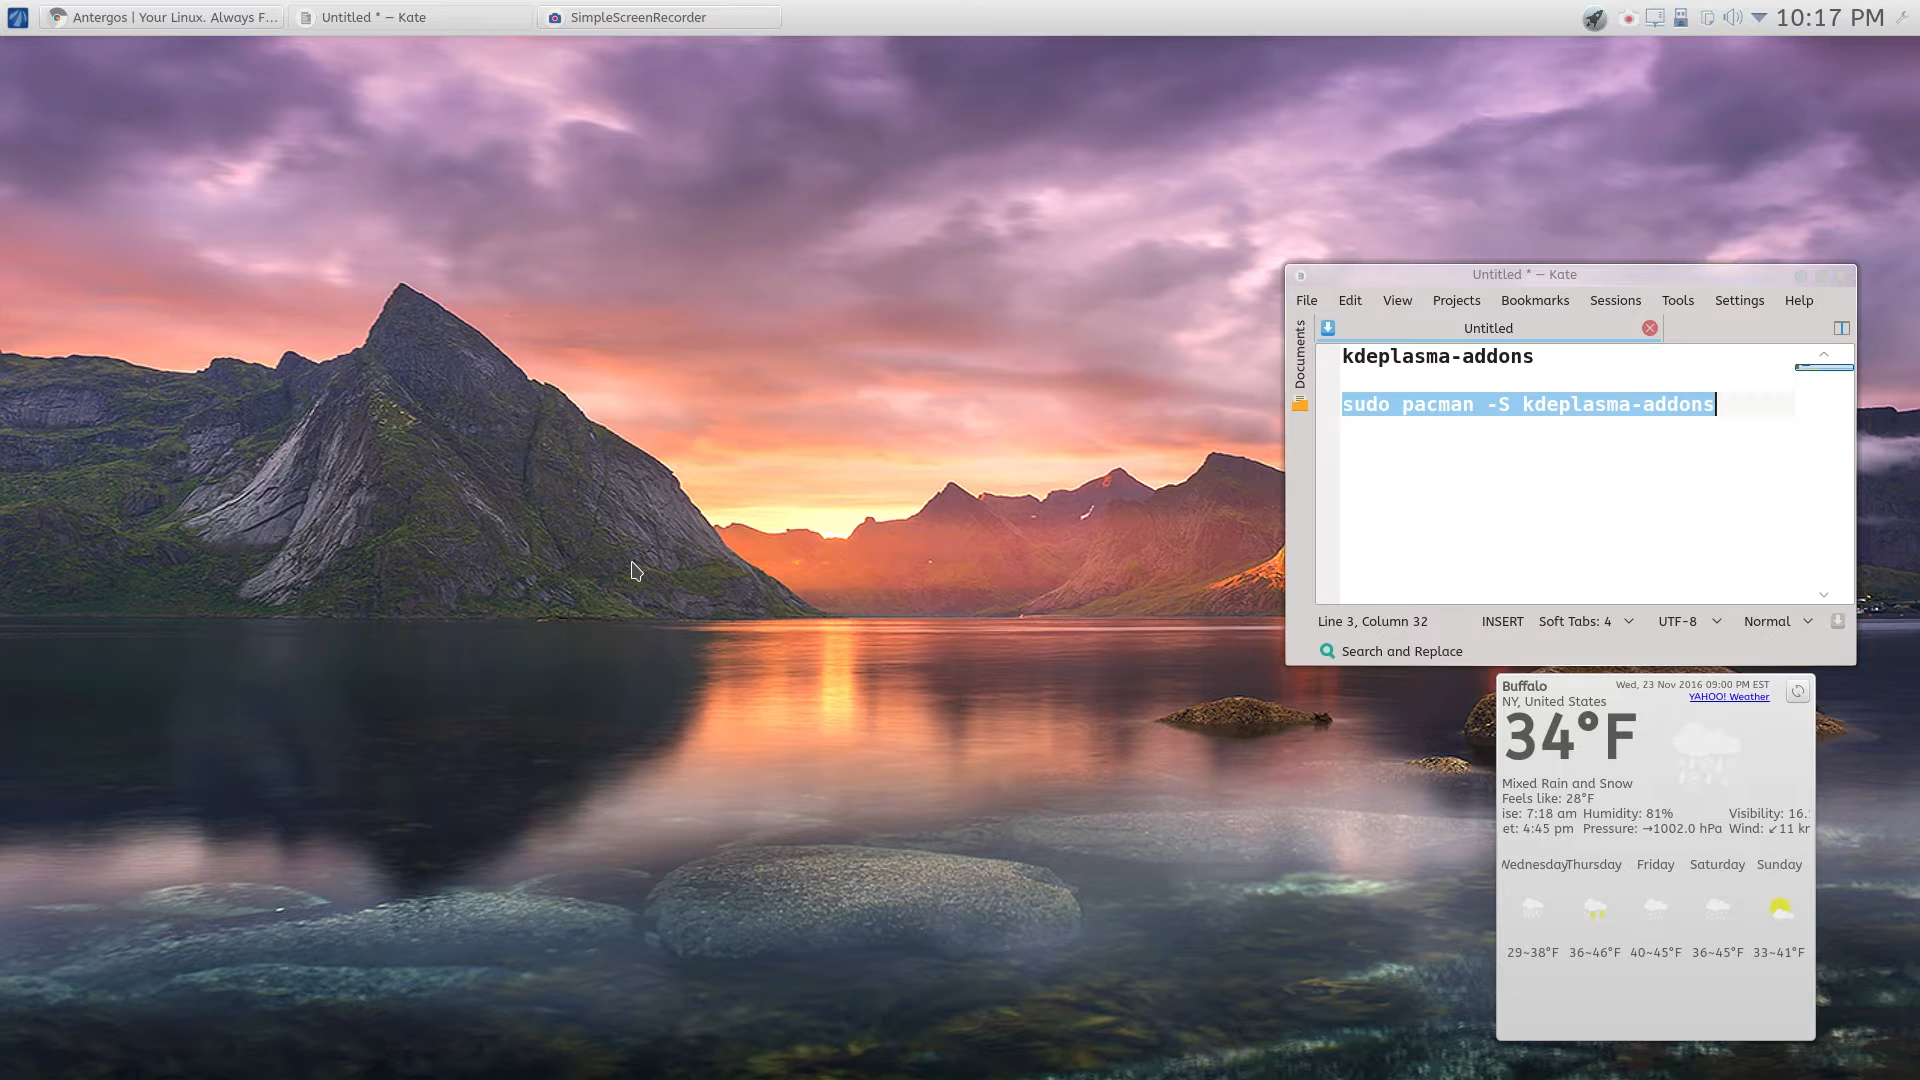 Antergos | Your Linux. Always F...
Untitled * — Kate
SimpleScreenRecorder
10:17 PM
Untitled * — Kate
File Edit View Projects Bookmarks Sessions Tools Settings Help
Documents
Untitled
kdeplasma-addons
sudo pacman -S kdeplasma-addons
Line 3, Column 32 INSERT Soft Tabs: 4 UTF-8 Normal
Search and Replace
Buffalo
Wed, 23 Nov 2016 09:00 PM EST
NY, United States
YAHOO! Weather
34°F
Mixed Rain and Snow
Feels like: 28°F
ise: 7:18 am Humidity: 81% Visibility: 16.
et: 4:45 pm Pressure: →1002.0 hPa Wind: ↙11 kr
Wednesday Thursday Friday Saturday Sunday
29~38°F 36~46°F 40~45°F 36~45°F 33~41°F